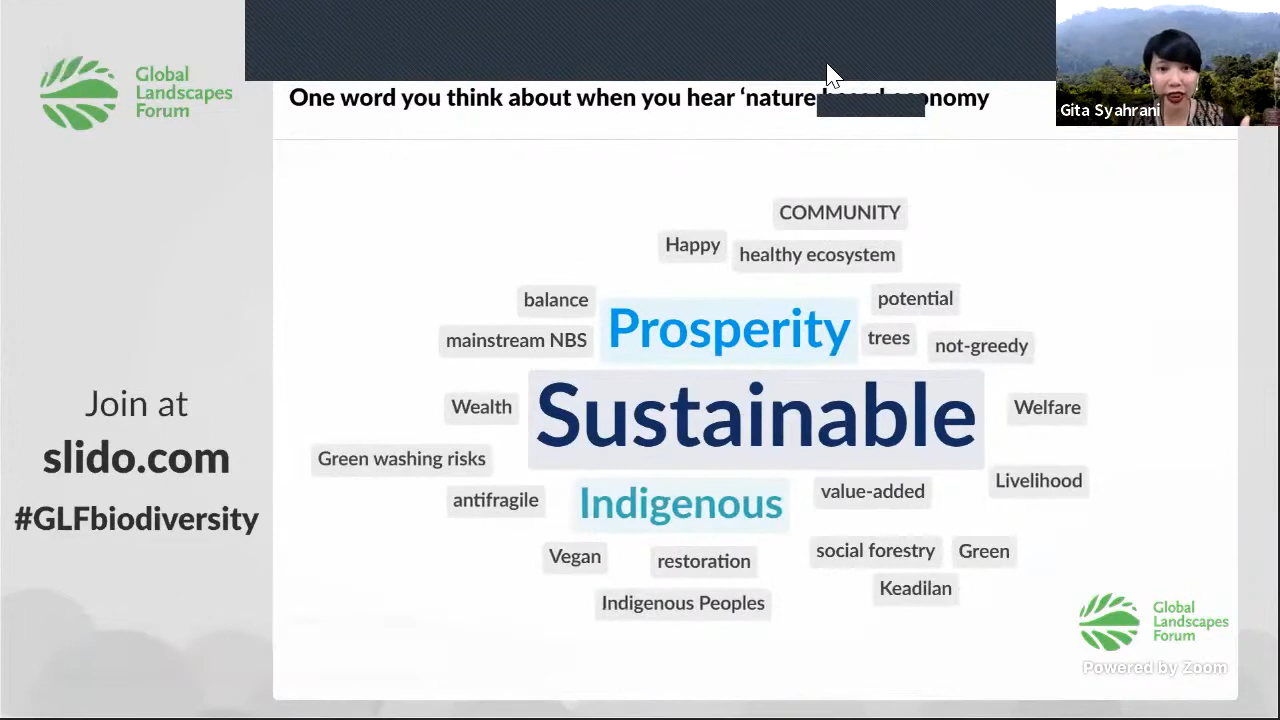 Global
Landscapes
Forum
One word you think about when you hear ‘nature economy
Gita Syahrani
COMMUNITY
Happy
healthy ecosystem
balance
potential
Prosperity
mainstream NBS
trees
not-greedy
Wealth
Sustainable
Welfare
Green washing risks
antifragile
Indigenous
value-added
Livelihood
Vegan
restoration
social forestry
Green
Keadilan
Indigenous Peoples
Join at
slido.com
#GLFbiodiversity
Global
Landscapes
Forum
Powered by Zoom